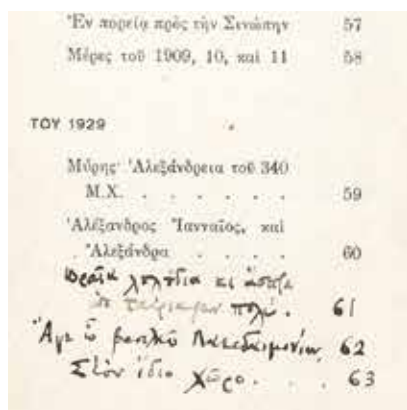 Ἐν πορείᾳ πρὸς τὴν Σινώπην 57
Μέρες τοῦ 1909, 10, καὶ 11 58
ΤΟΥ 1929
Μύρης· Ἀλεξάνδρεια τοῦ 340
Μ.Χ. . . . . . 59
Ἀλέξανδρος Ἰανναῖος, καὶ
Ἀλεξάνδρα . . . . 60
Ὡραῖα λουλούδια κι ἄσπρα
ὡς ταίριαζαν πολύ. 61
Ἄγε ὦ βασιλεῦ Λακεδαιμονίων 62
Στὸν ἴδιο χῶρο. . . 63